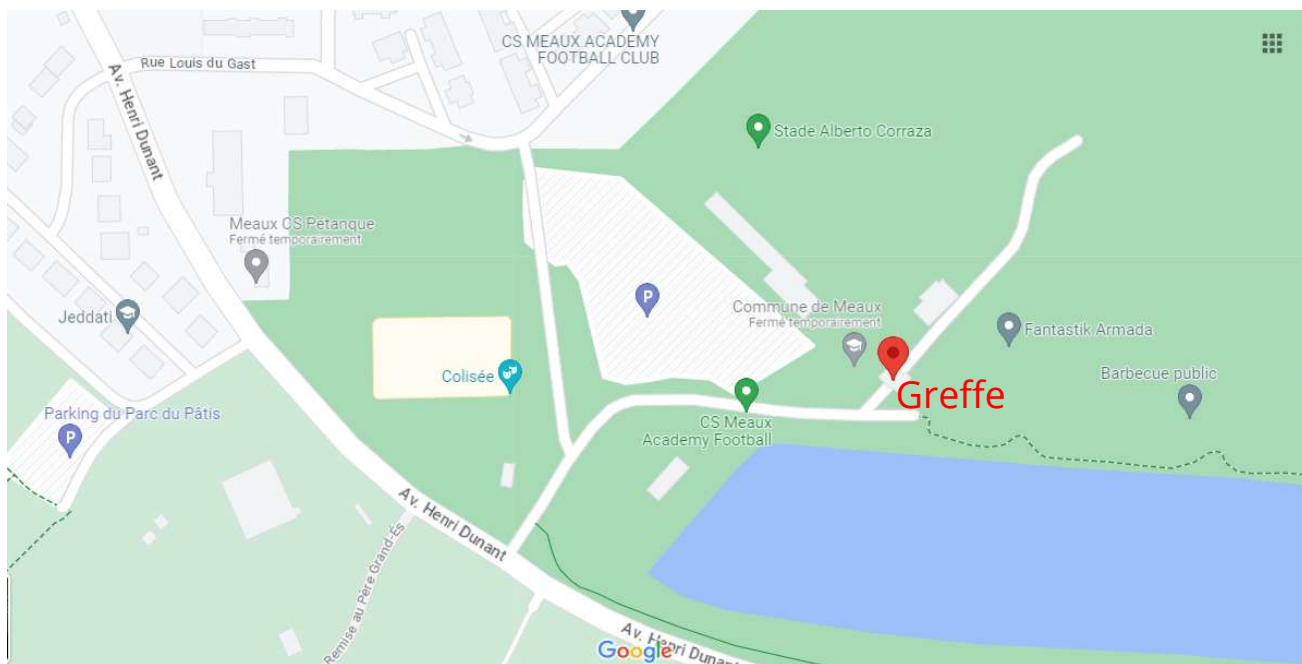 CS MEAUX ACADEMY
FOOTBALL CLUB
Rue Louis du Gast
Av. Henri Dunant
Stade Alberto Corraza
Meaux CS Pétanque
Fermé temporairement
P
Commune de Meaux
Fermé temporairement
Jeddati
Fantastik Armada
Colisée
Greffe
Barbecue public
Parking du Parc du Pâtis
P
CS Meaux
Academy Football
Av. Henri Dunant
Remise au Père Grand-És
Av. Henri Dunant
Google